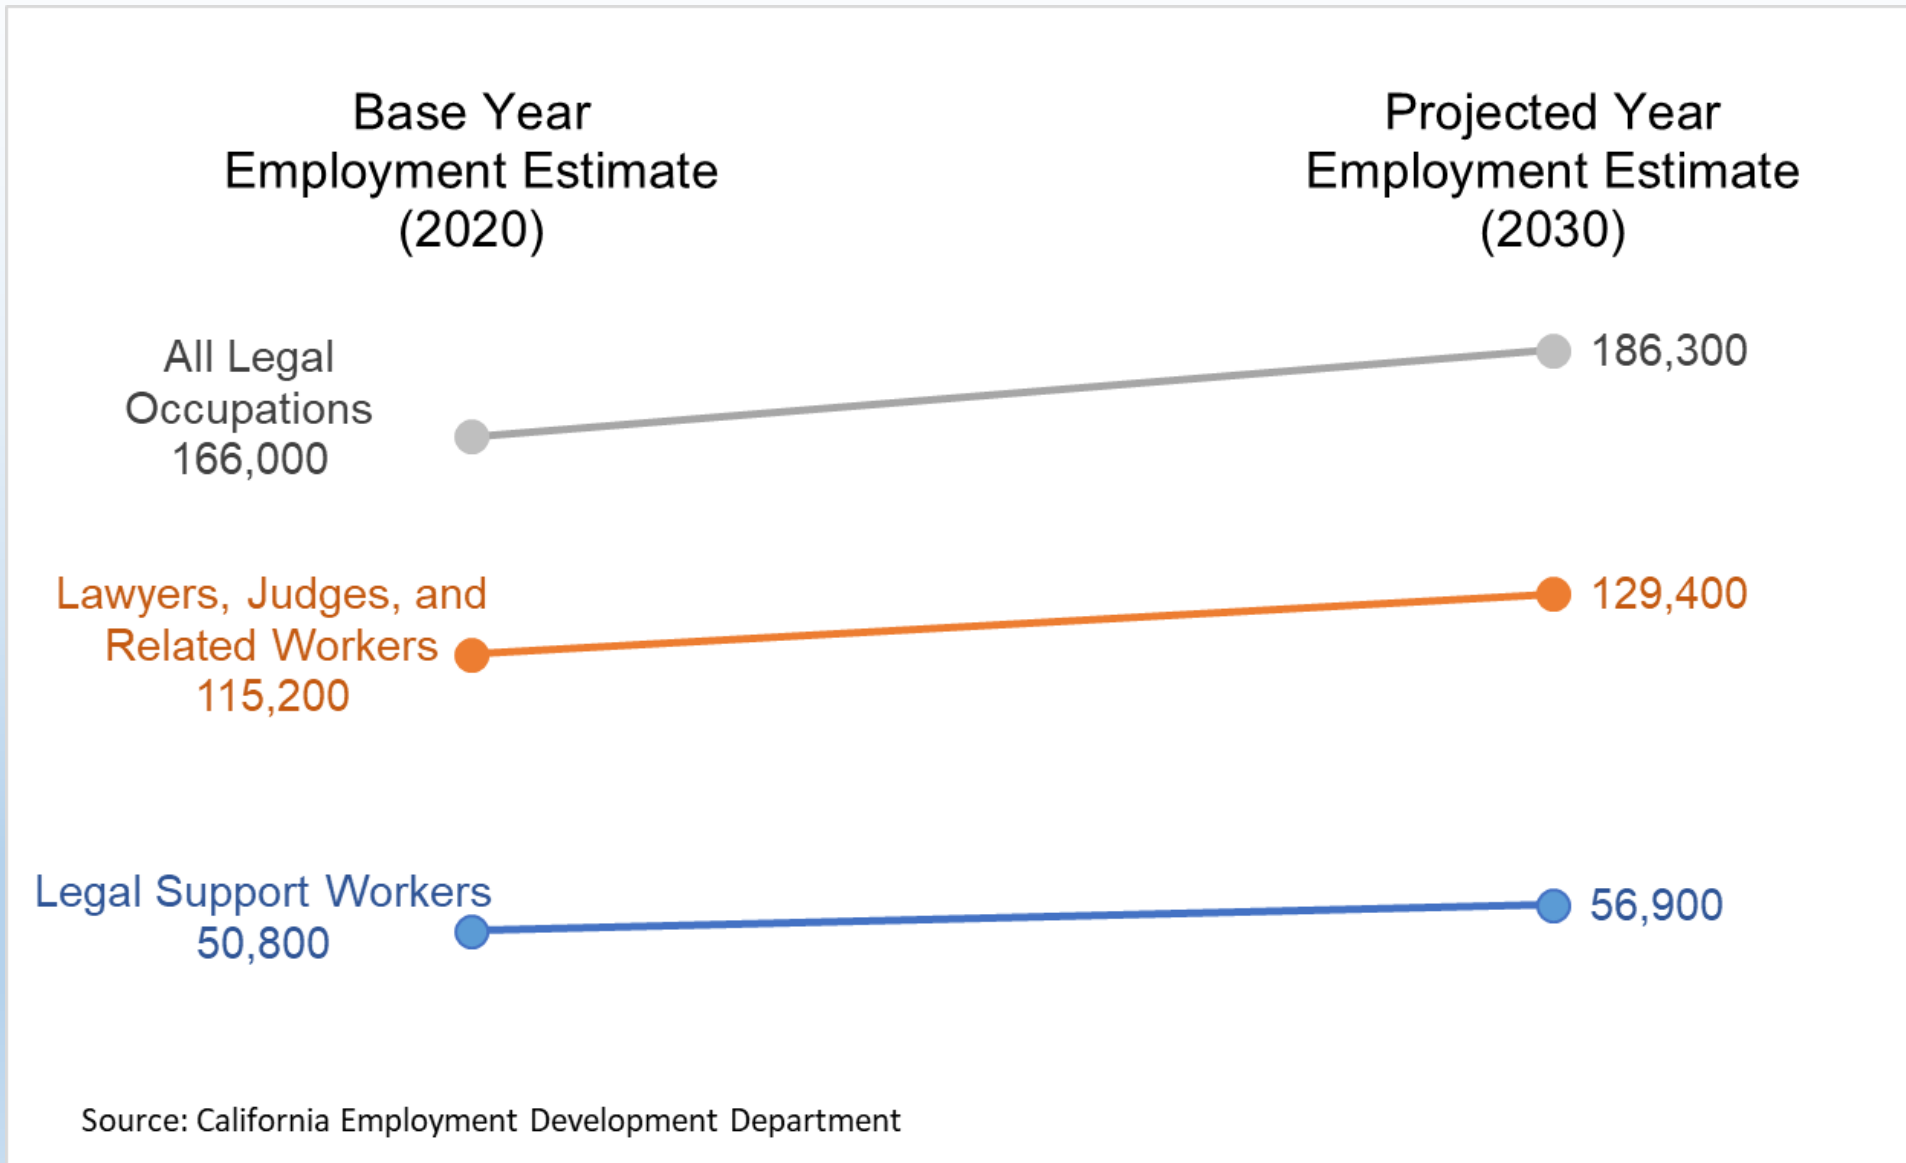 Base Year
Employment Estimate
(2020)
Projected Year
Employment Estimate
(2030)
All Legal
Occupations
166,000
186,300
Lawyers, Judges, and
Related Workers
115,200
129,400
Legal Support Workers
50,800
56,900
Source: California Employment Development Department